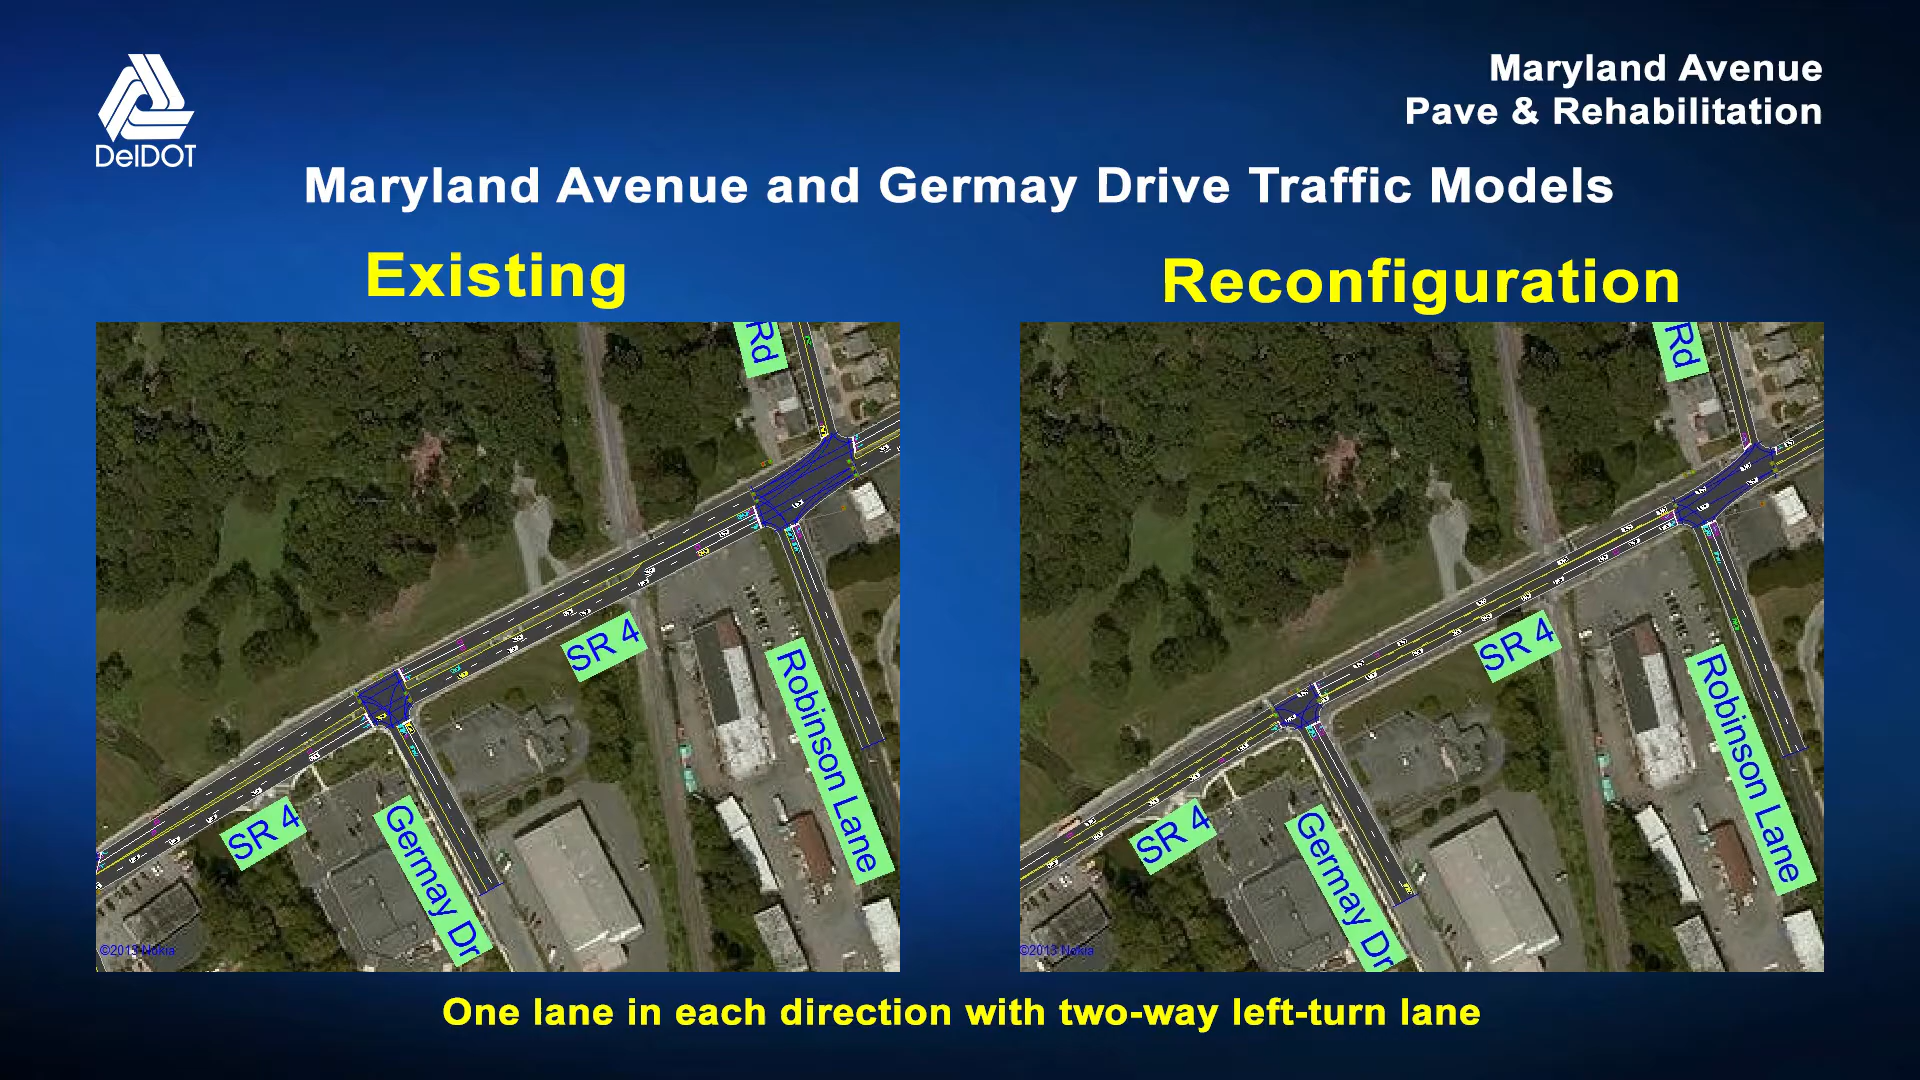 DelDOT
Maryland Avenue
Pave & Rehabilitation
Maryland Avenue and Germay Drive Traffic Models
Existing
Reconfiguration
Rd
SR 4
SR 4
Robinson Lane
Germay Dr
©2013 Nokia
Rd
SR 4
SR 4
Robinson Lane
Germay Dr
©2013 Nokia
One lane in each direction with two-way left-turn lane